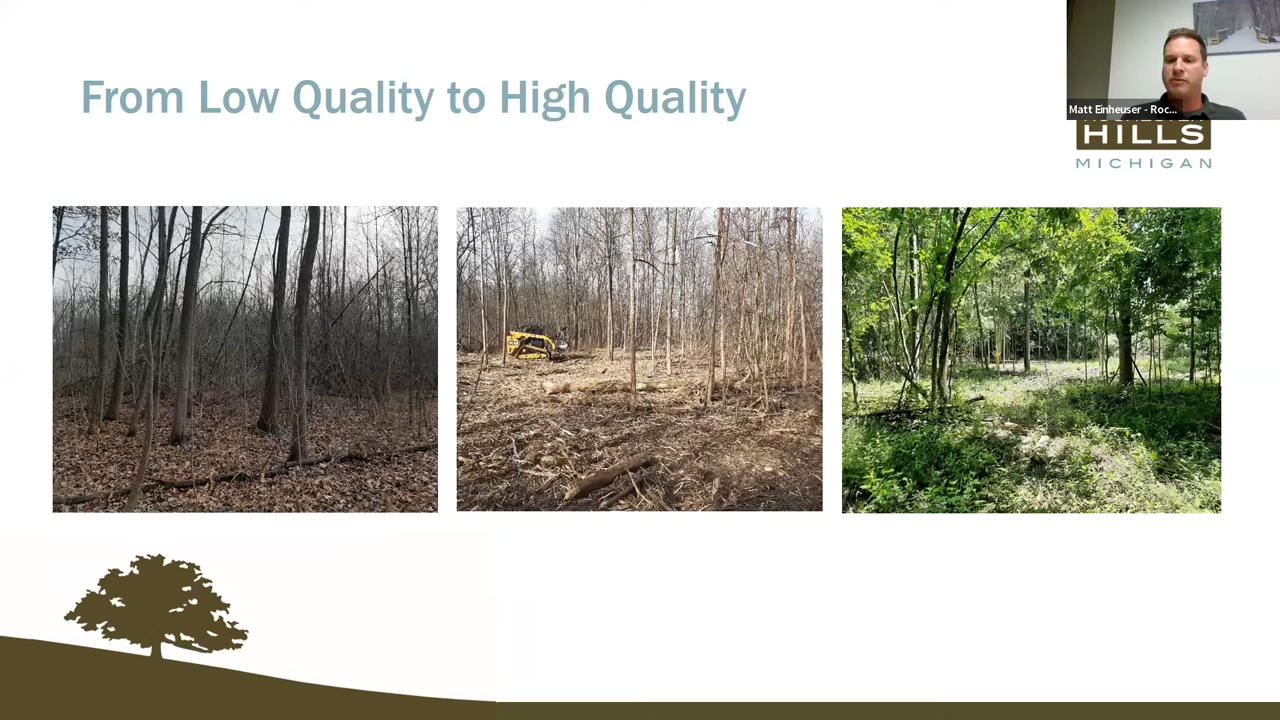 From Low Quality to High Quality
Matt Einheuser - Roc...
HILLS
MICHIGAN